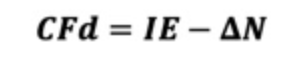 CFd = IE − ΔN